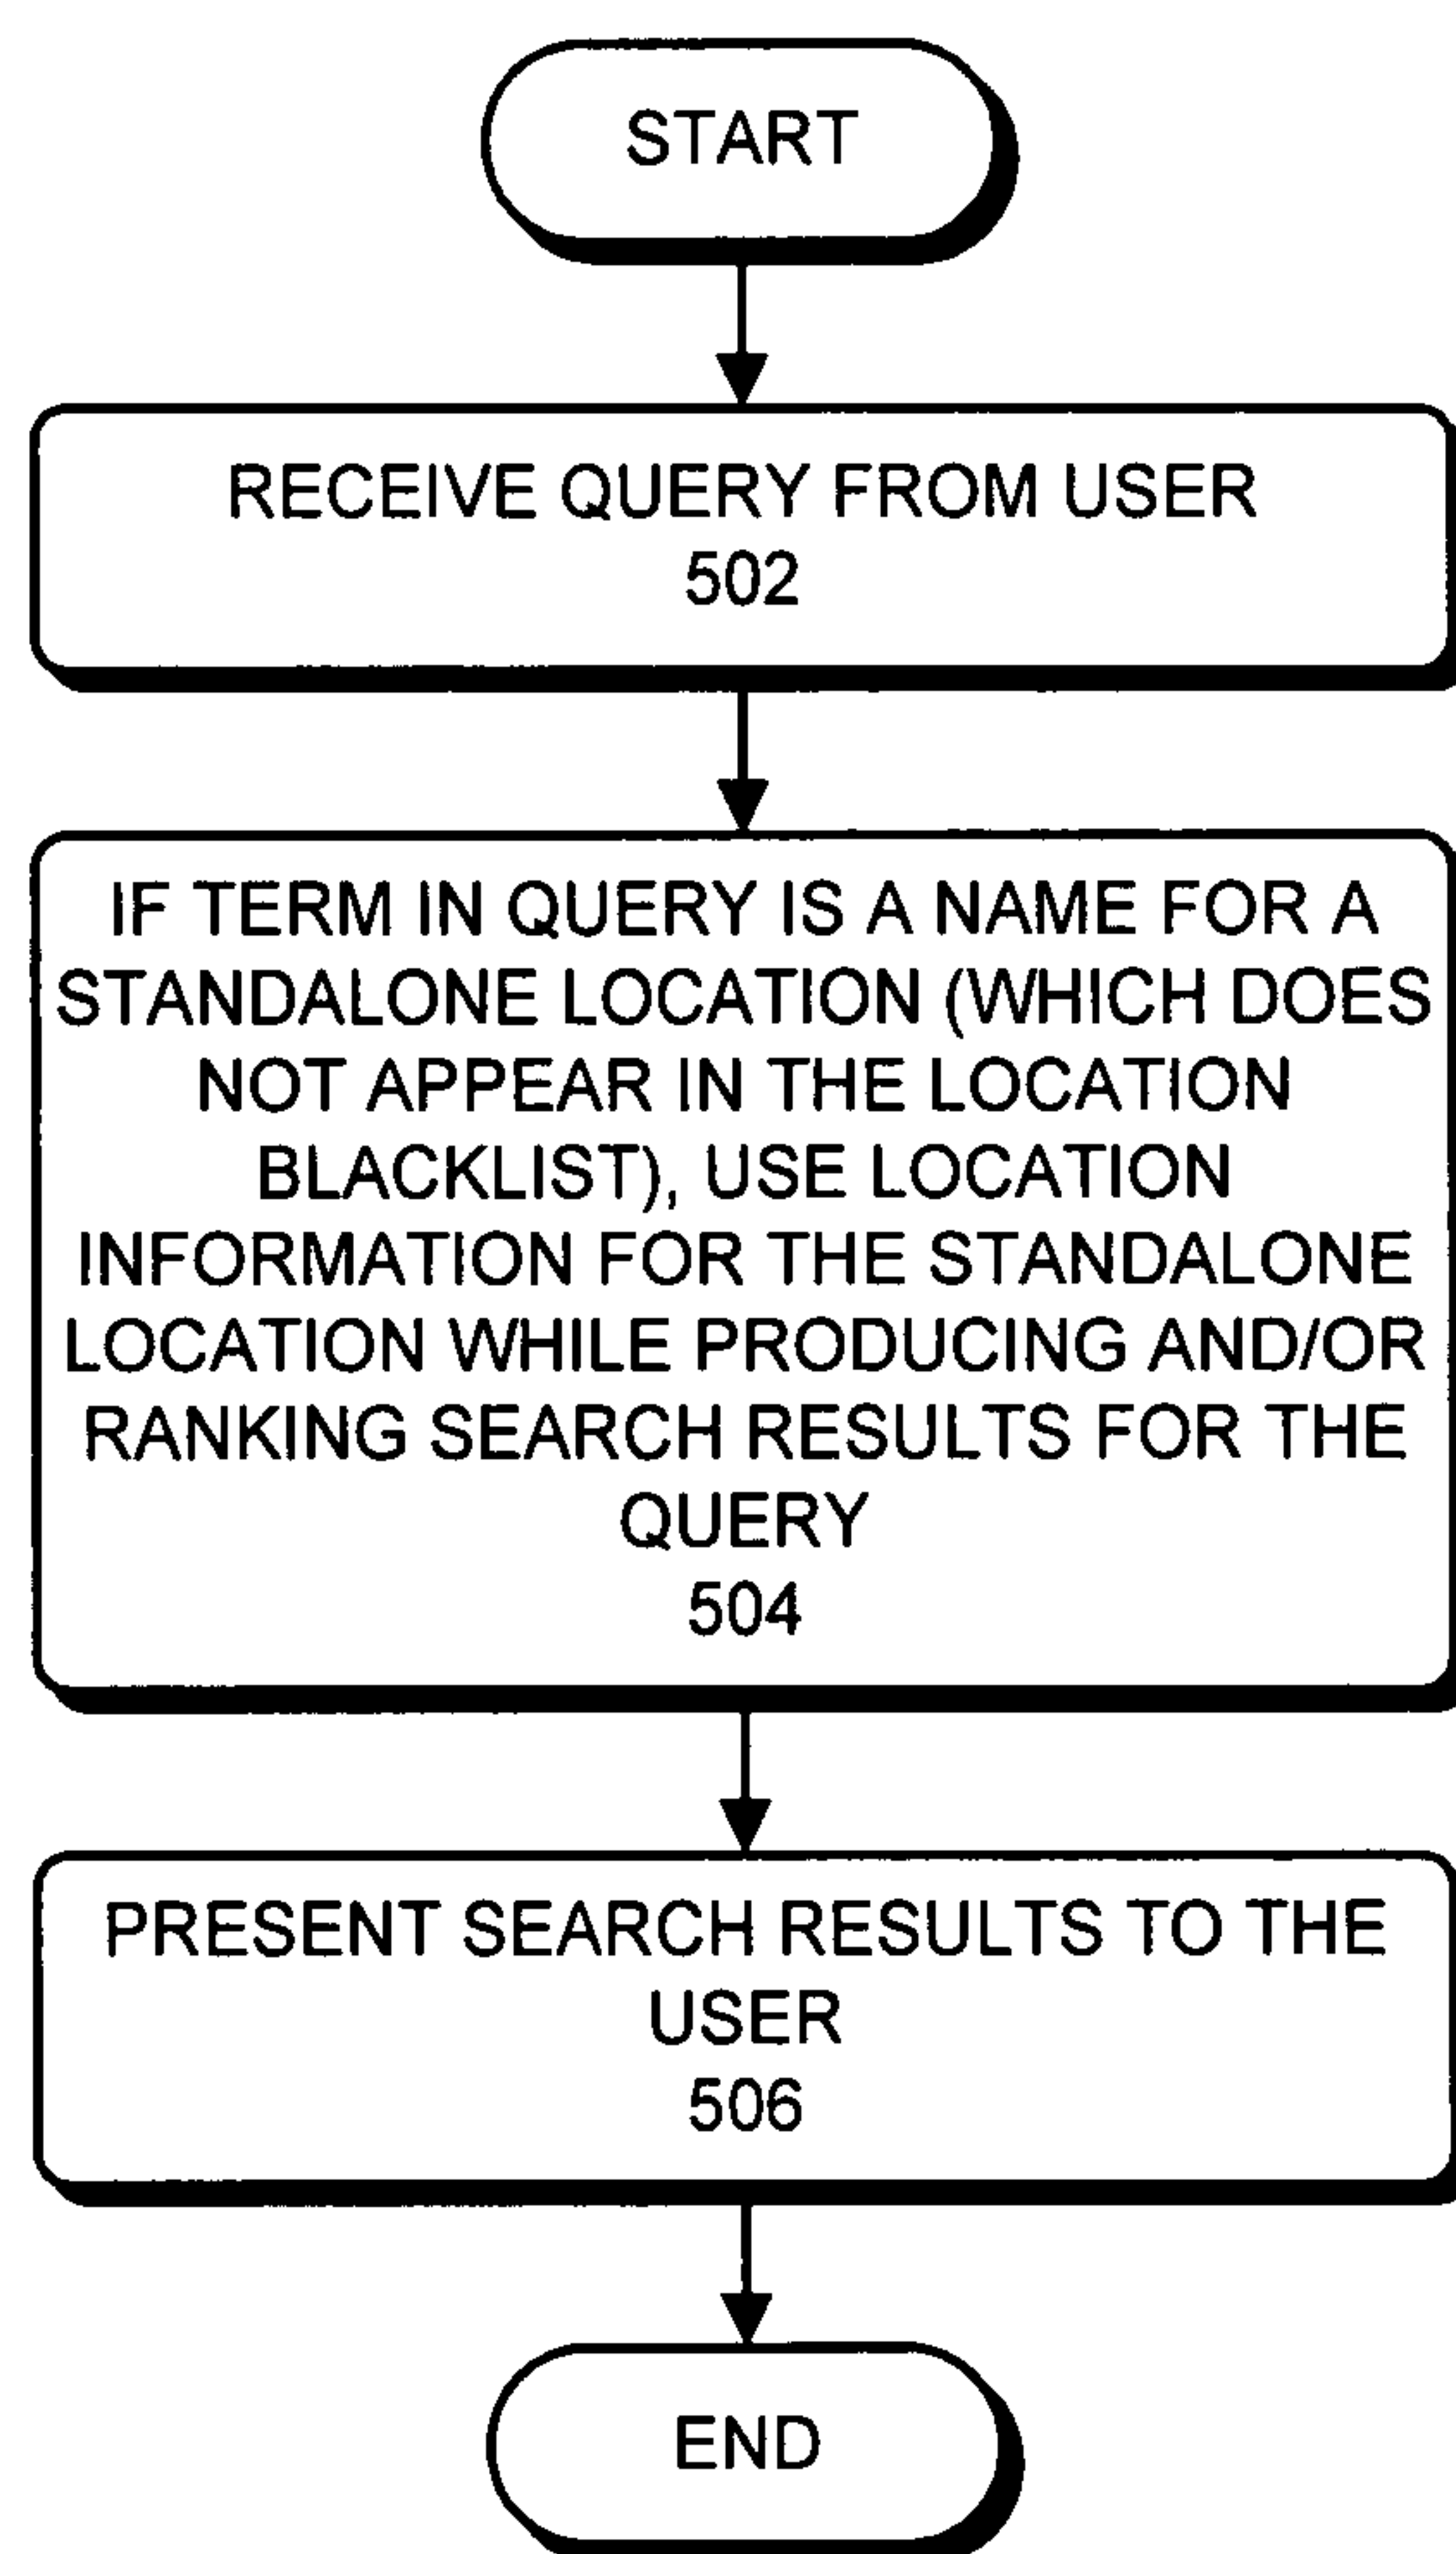 START
RECEIVE QUERY FROM USER
502
IF TERM IN QUERY IS A NAME FOR A
STANDALONE LOCATION (WHICH DOES
NOT APPEAR IN THE LOCATION
BLACKLIST), USE LOCATION
INFORMATION FOR THE STANDALONE
LOCATION WHILE PRODUCING AND/OR
RANKING SEARCH RESULTS FOR THE
QUERY
504
PRESENT SEARCH RESULTS TO THE
USER
506
END